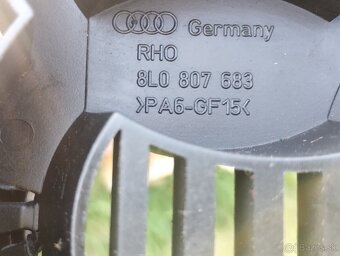 Germany
RHO
8L0 807 683
>PA6-GF15<